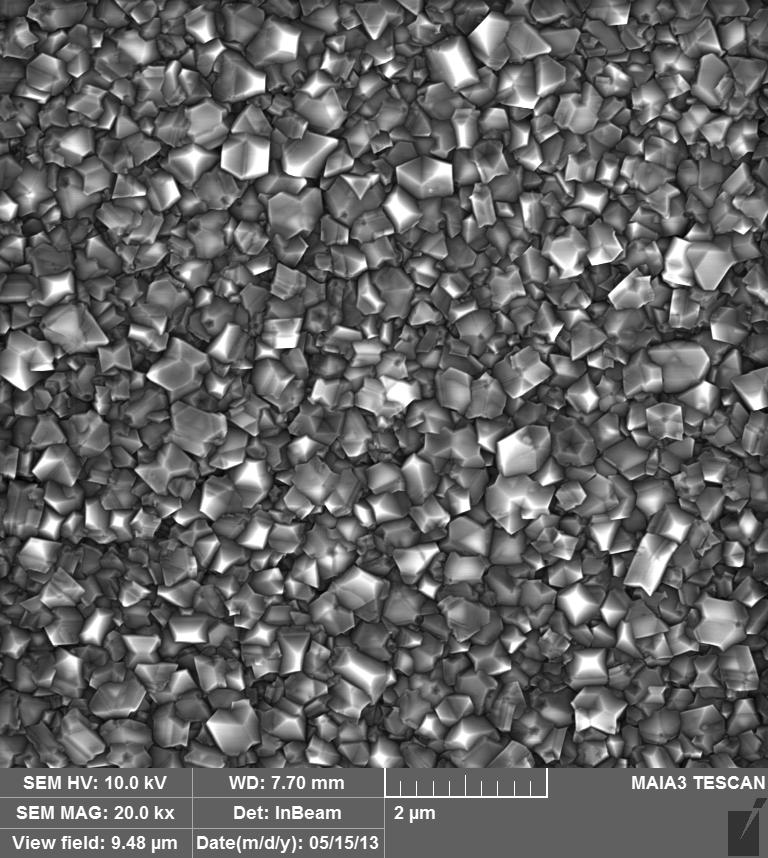 SEM HV: 10.0 kV WD: 7.70 mm MAIA3 TESCAN
SEM MAG: 20.0 kx Det: InBeam 2 µm
View field: 9.48 µm Date(m/d/y): 05/15/13